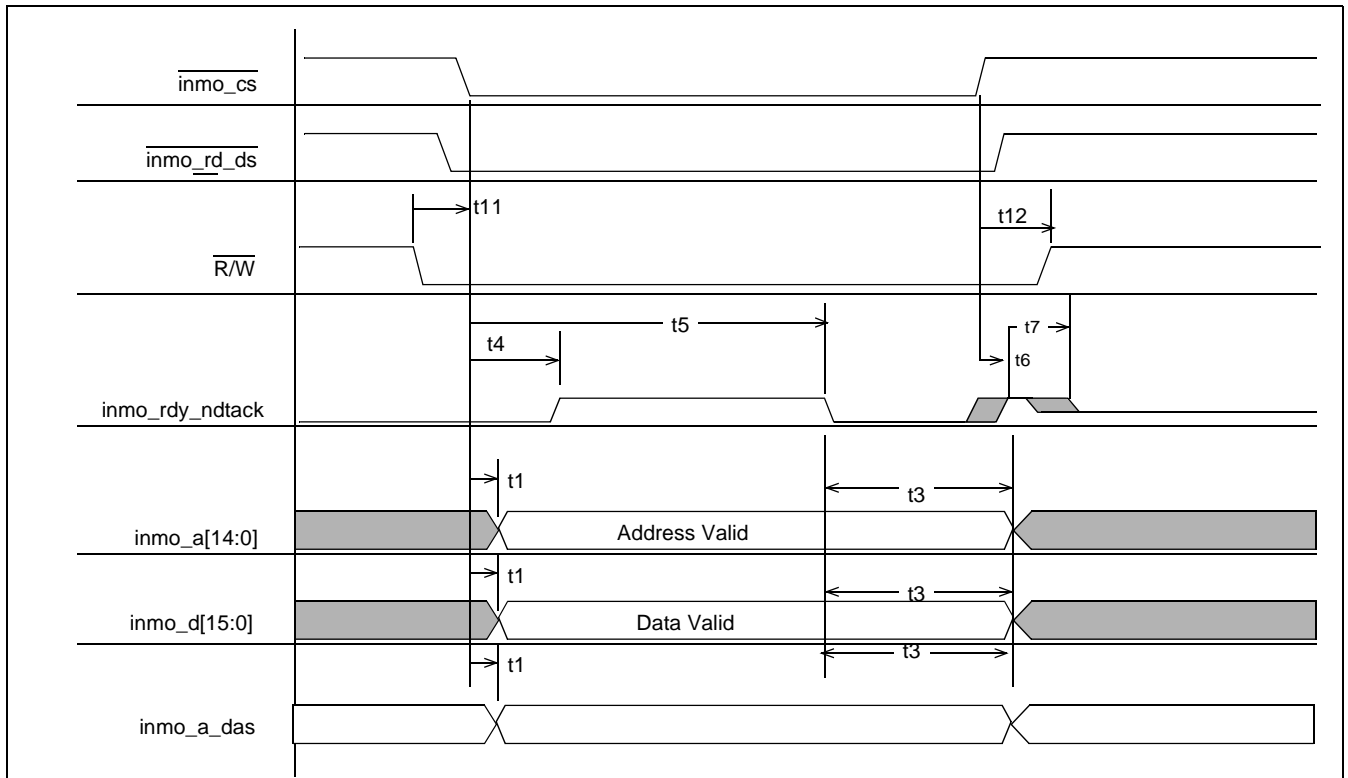 inmo_cs
inmo_rd_ds
t11
t12
R/W
t5
t7
t4
t6
inmo_rdy_ndtack
t1
t3
inmo_a[14:0]
Address Valid
t1
t3
inmo_d[15:0]
Data Valid
t1
t3
inmo_a_das